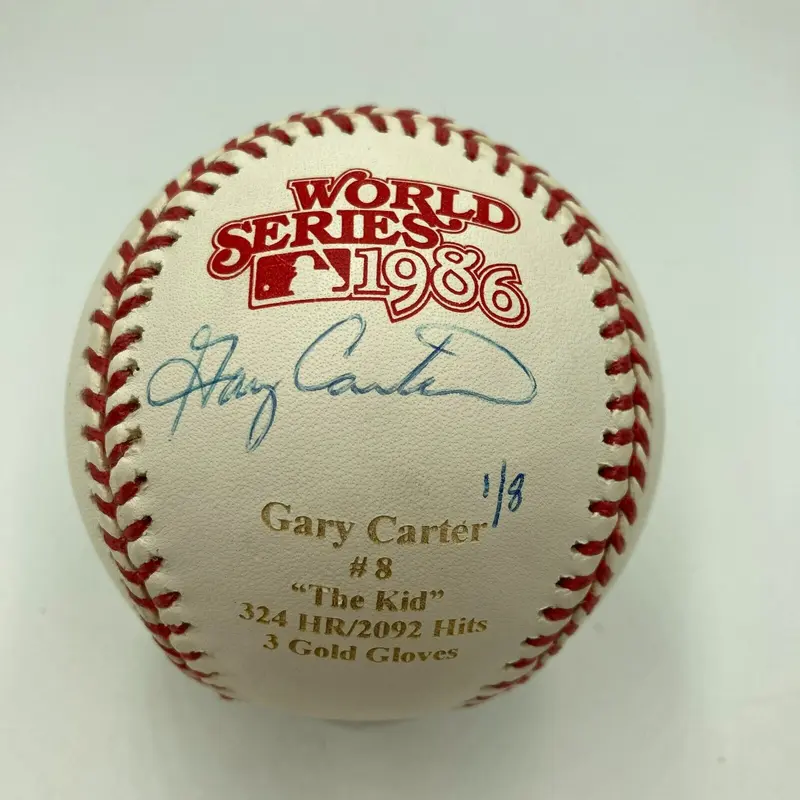 WORLD
SERIES
1986
Gary Carter
1/8
Gary Carter
#8
“The Kid”
324 HR/2092 Hits
3 Gold Gloves